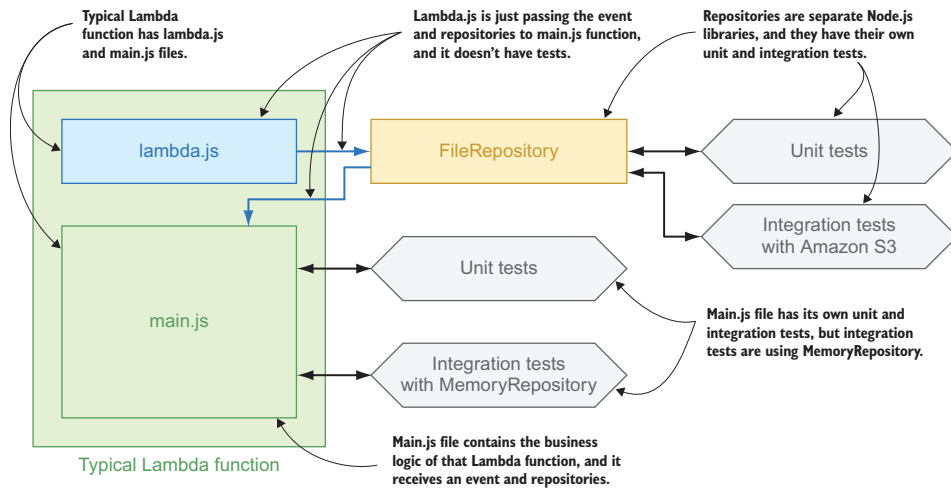 Typical Lambda
function has lambda.js
and main.js files.
Lambda.js is just passing the event
and repositories to main.js function,
and it doesn't have tests.
Repositories are separate Node.js
libraries, and they have their own
unit and integration tests.
lambda.js
FileRepository
Unit tests
Integration tests
with Amazon S3
main.js
Unit tests
Integration tests
with MemoryRepository
Main.js file has its own unit and
integration tests, but integration
tests are using MemoryRepository.
Typical Lambda function
Main.js file contains the business
logic of that Lambda function, and it
receives an event and repositories.